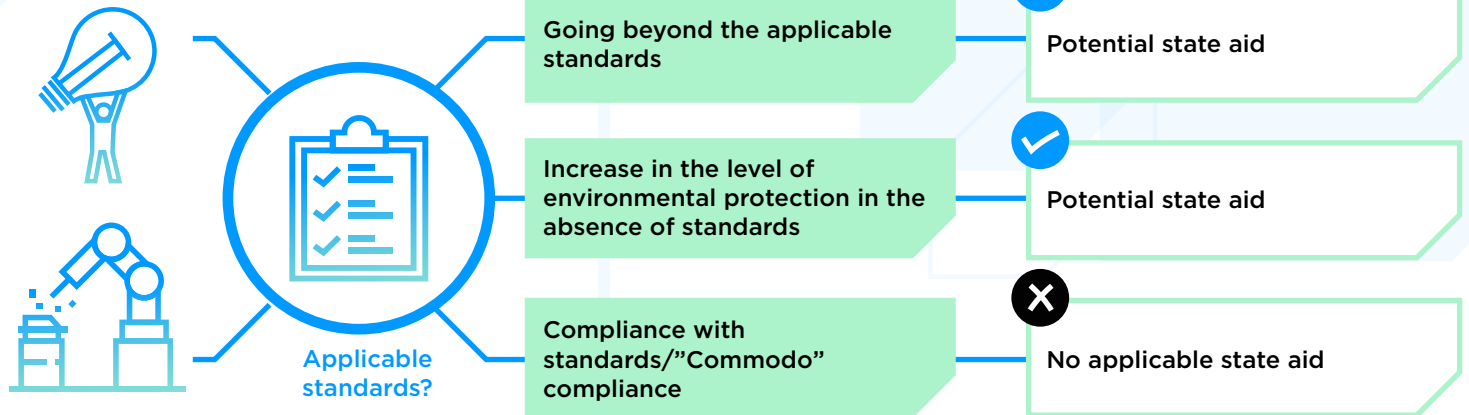 Going beyond the applicable
standards
Potential state aid
Increase in the level of
environmental protection in the
absence of standards
Potential state aid
Applicable
standards?
Compliance with
standards/”Commodo”
compliance
No applicable state aid